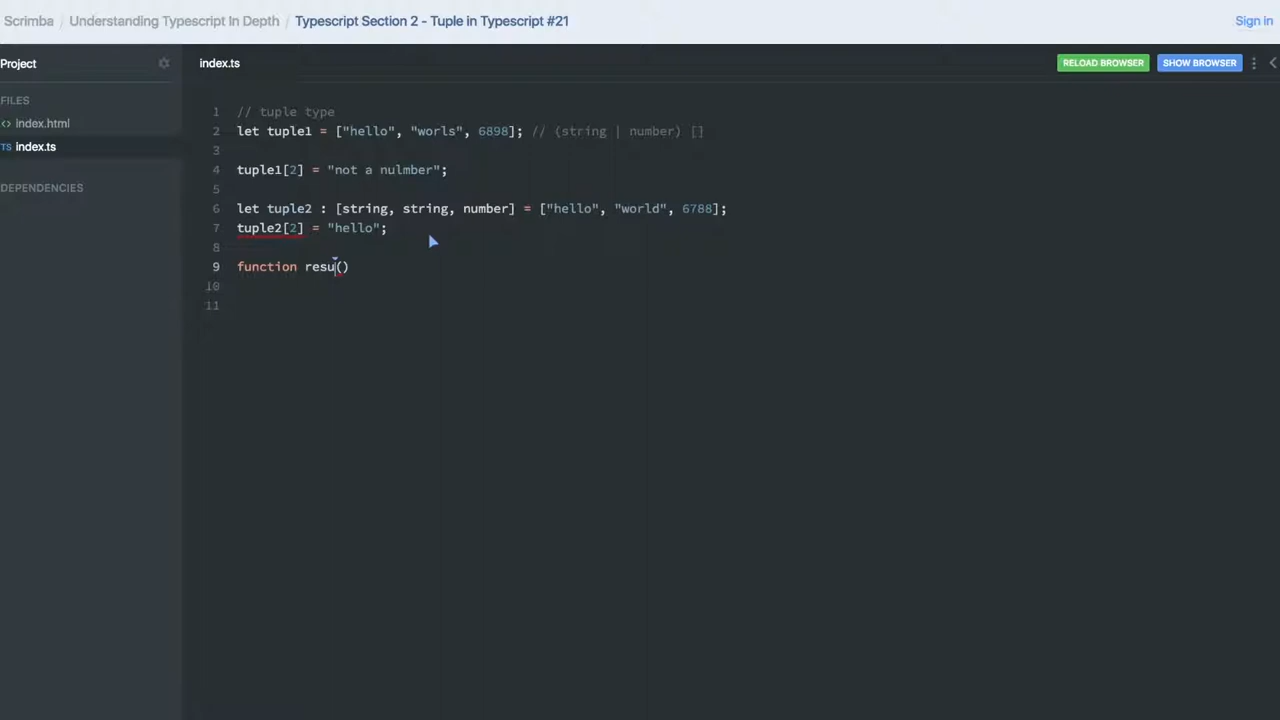 Scrimba / Understanding Typescript In Depth / Typescript Section 2 - Tuple in Typescript #21
Sign in
Project
index.ts
RELOAD BROWSER
SHOW BROWSER
FILES
<> index.html
TS index.ts
DEPENDENCIES
1 // tuple type
2 let tuple1 = ["hello", "worls", 6898]; // (string | number) []
3
4 tuple1[2] = "not a nulmber";
5
6 let tuple2 : [string, string, number] = ["hello", "world", 6788];
7 tuple2[2] = "hello";
8
9 function resu()
10
11